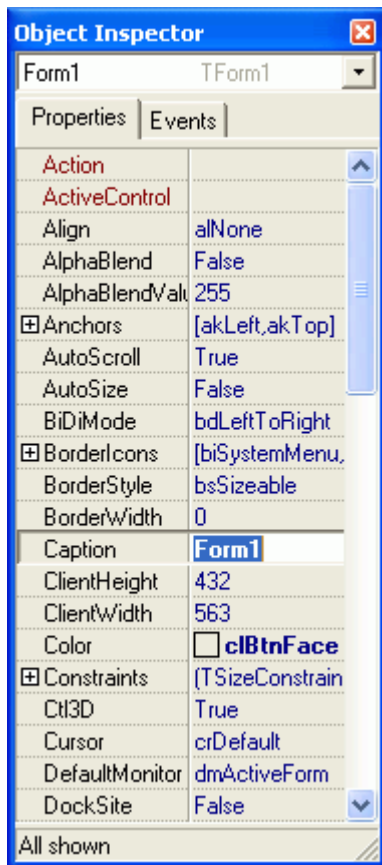 Object Inspector
Form1 TForm1
Properties Events
Action
ActiveControl
Align alNone
AlphaBlend False
AlphaBlendValu 255
Anchors [akLeft,akTop]
AutoScroll True
AutoSize False
BiDiMode bdLeftToRight
BorderIcons [biSystemMenu,
BorderStyle bsSizeable
BorderWidth 0
Caption Form1
ClientHeight 432
ClientWidth 563
Color clBtnFace
Constraints (TSizeConstrain
Ctl3D True
Cursor crDefault
DefaultMonitor dmActiveForm
DockSite False
All shown